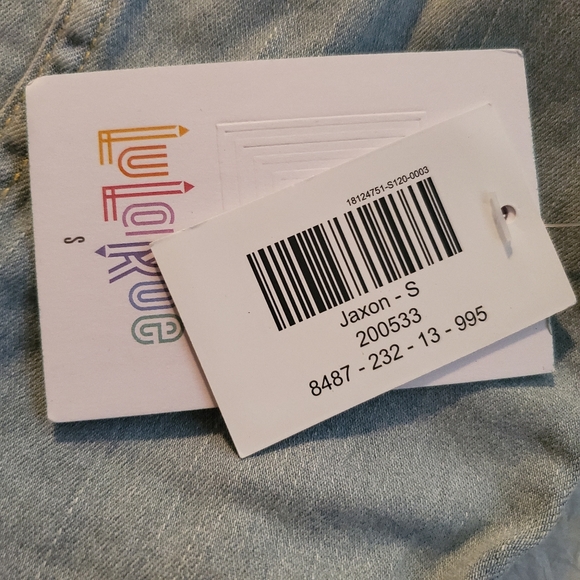 LuLaRoe
S
18124751-S120-0003
Jaxon - S
200533
8487 - 232 - 13 - 995